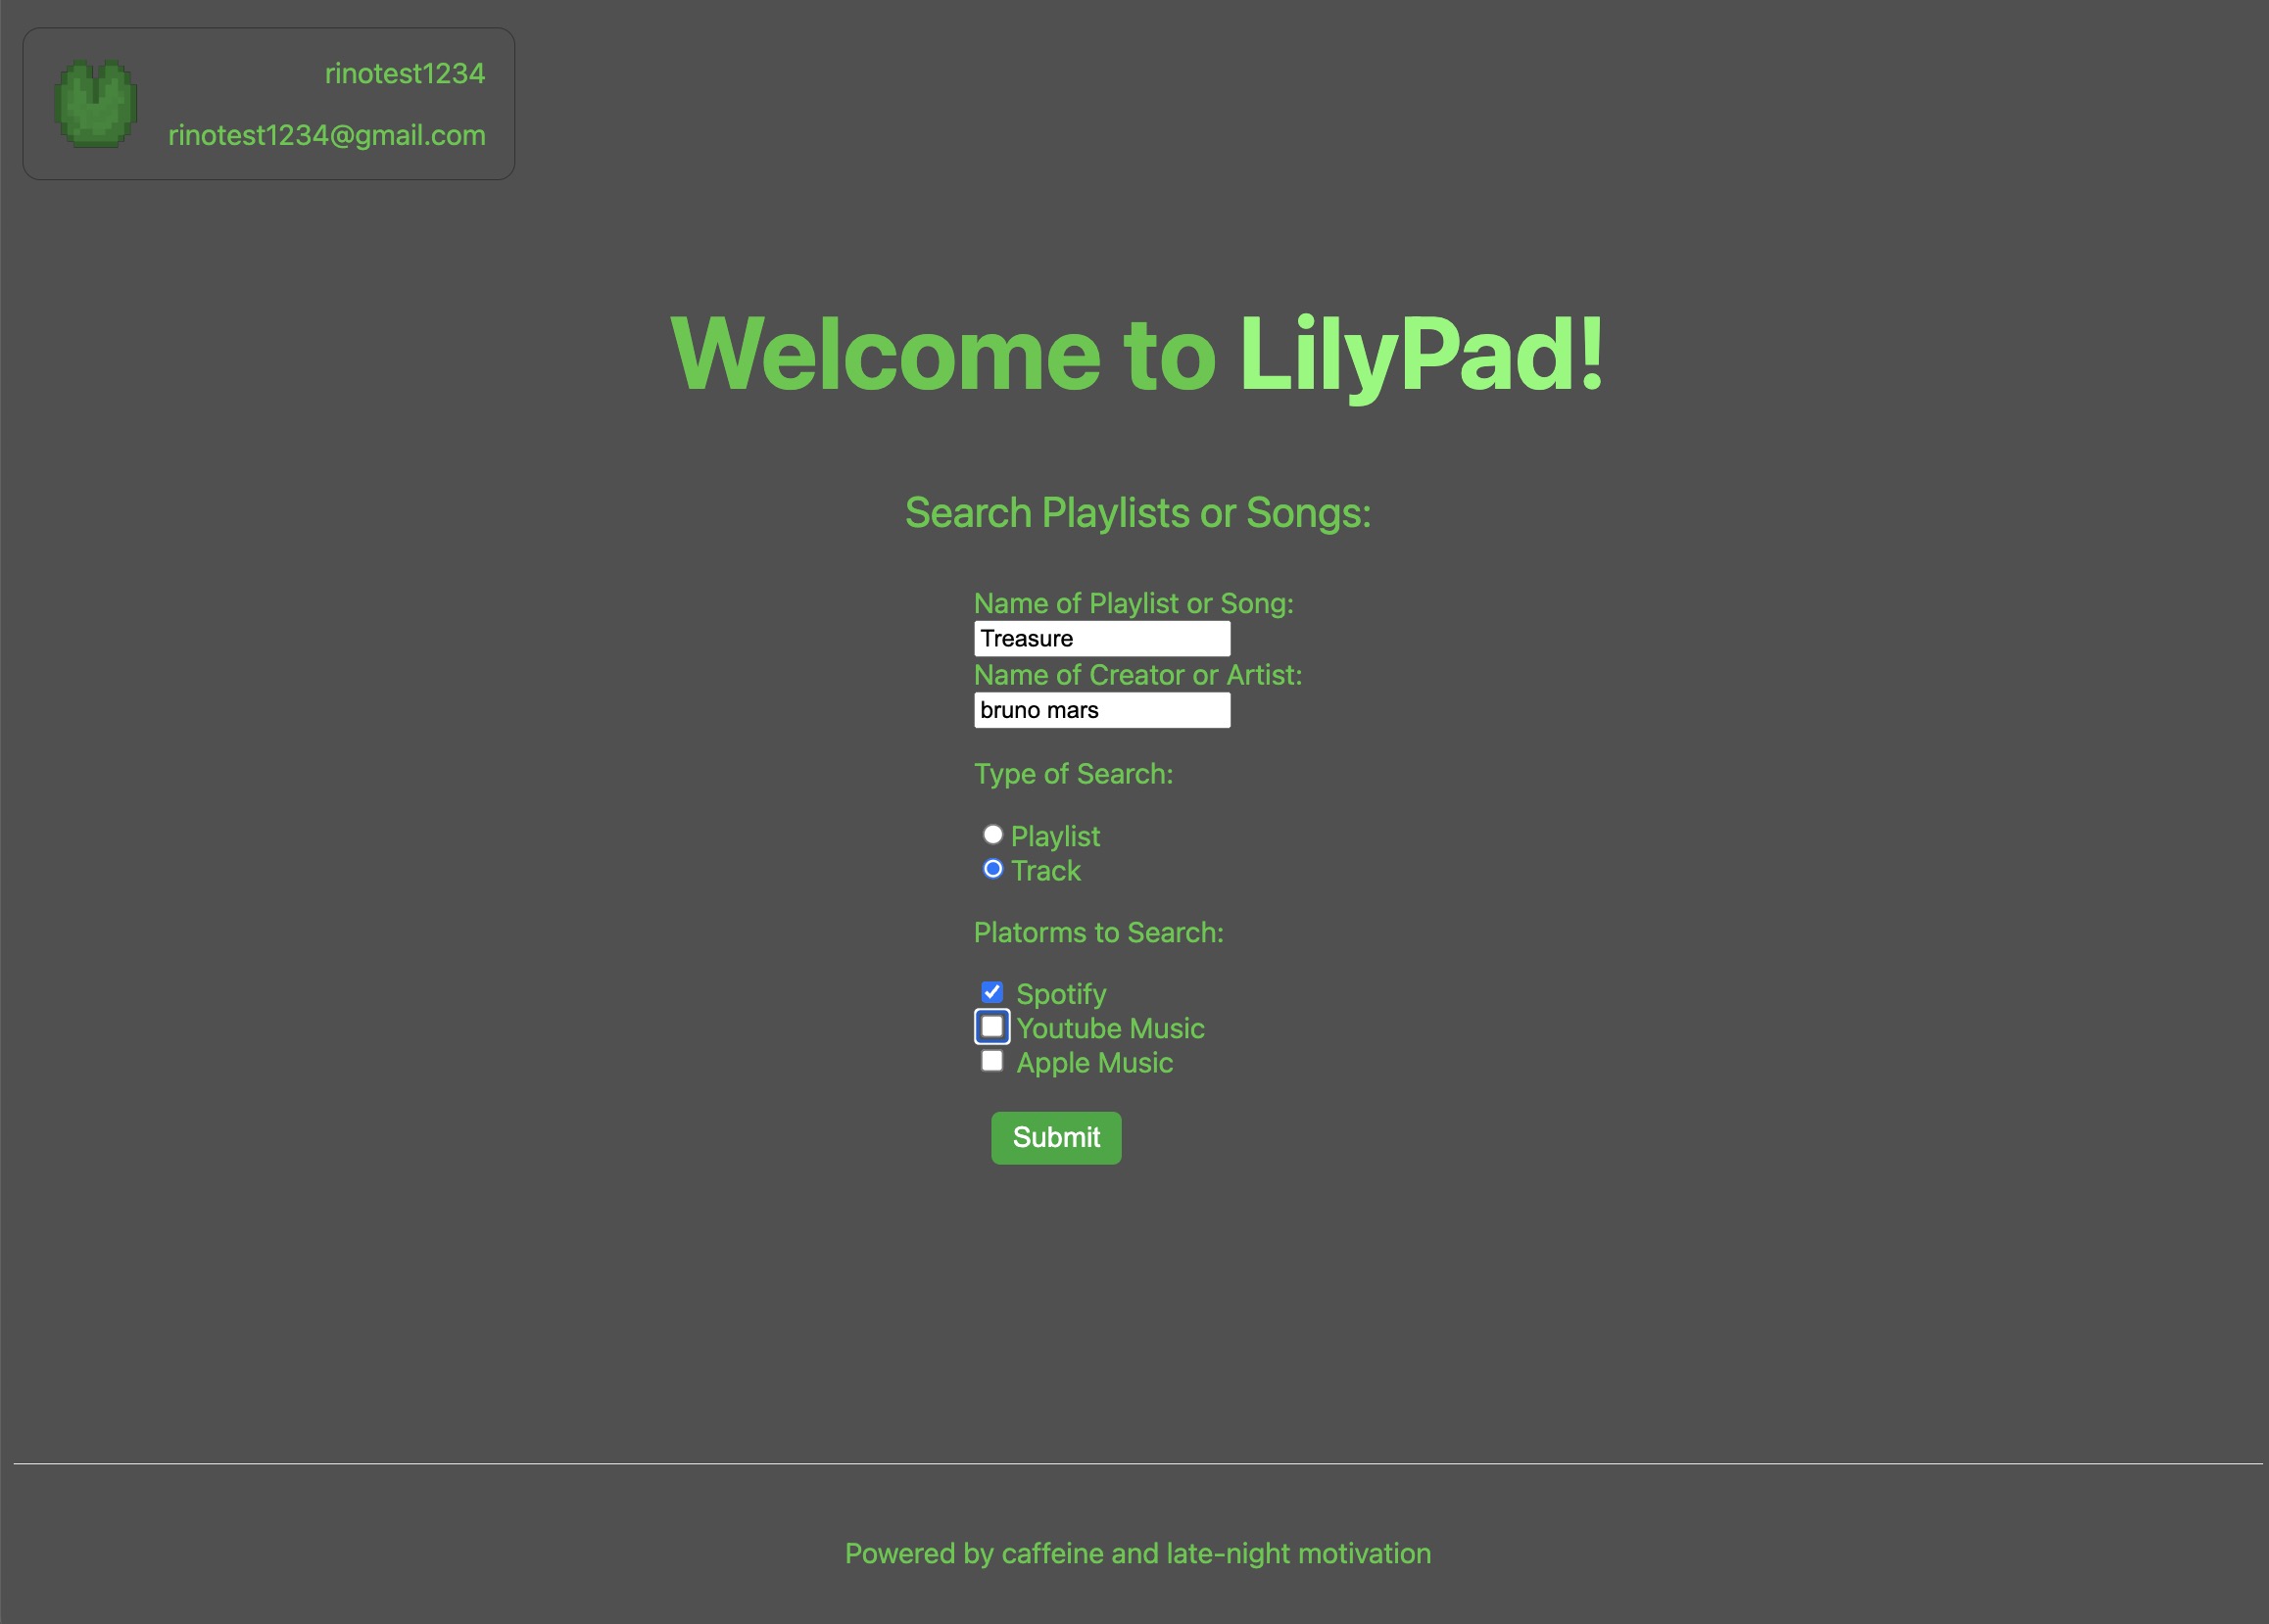 rinotest1234
rinotest1234@gmail.com
Welcome to LilyPad!
Search Playlists or Songs:
Name of Playlist or Song:
Treasure
Name of Creator or Artist:
bruno mars
Type of Search:
Playlist
Track
Platorms to Search:
Spotify
Youtube Music
Apple Music
Submit
Powered by caffeine and late-night motivation